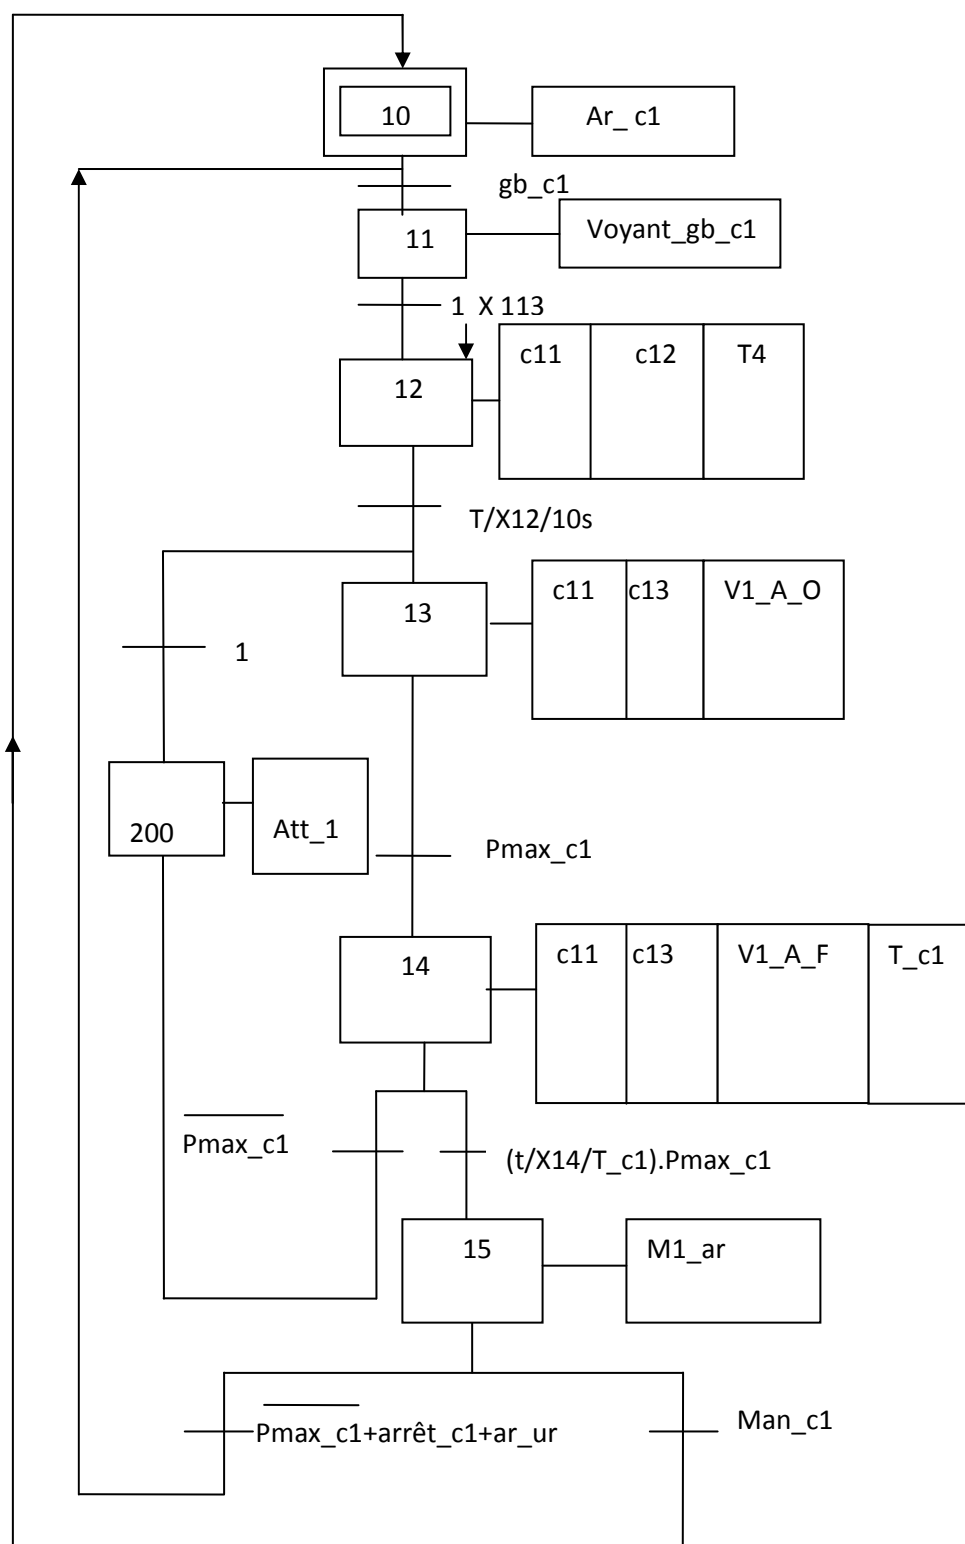 10
Ar_ c1
gb_c1
11
Voyant_gb_c1
1 X 113
12
c11 c12 T4
T/X12/10s
13
c11 c13 V1_A_O
1
200
Att_1
Pmax_c1
14
c11 c13 V1_A_F T_c1
Pmax_c1
(t/X14/T_c1).Pmax_c1
15
M1_ar
Pmax_c1+arrêt_c1+ar_ur
Man_c1